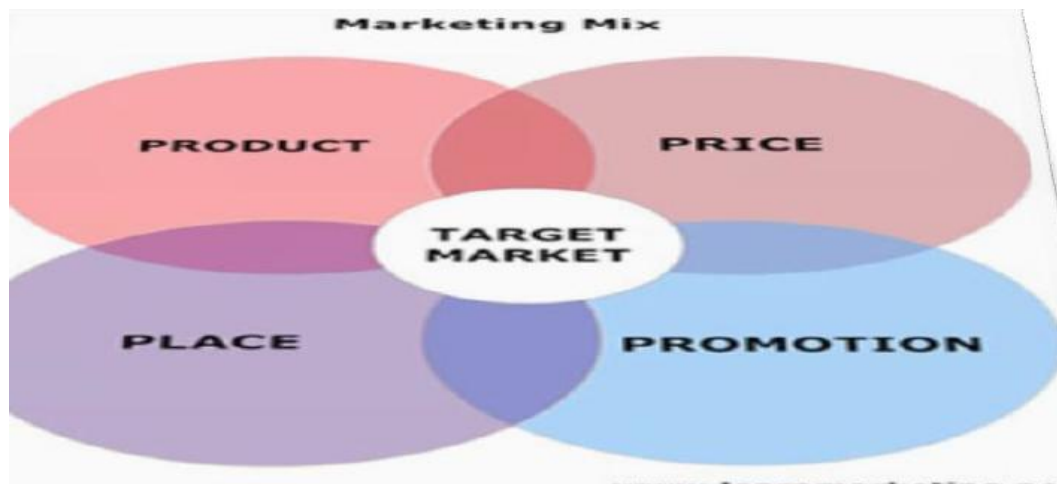 Marketing Mix
PRODUCT
PRICE
TARGET
MARKET
PLACE
PROMOTION